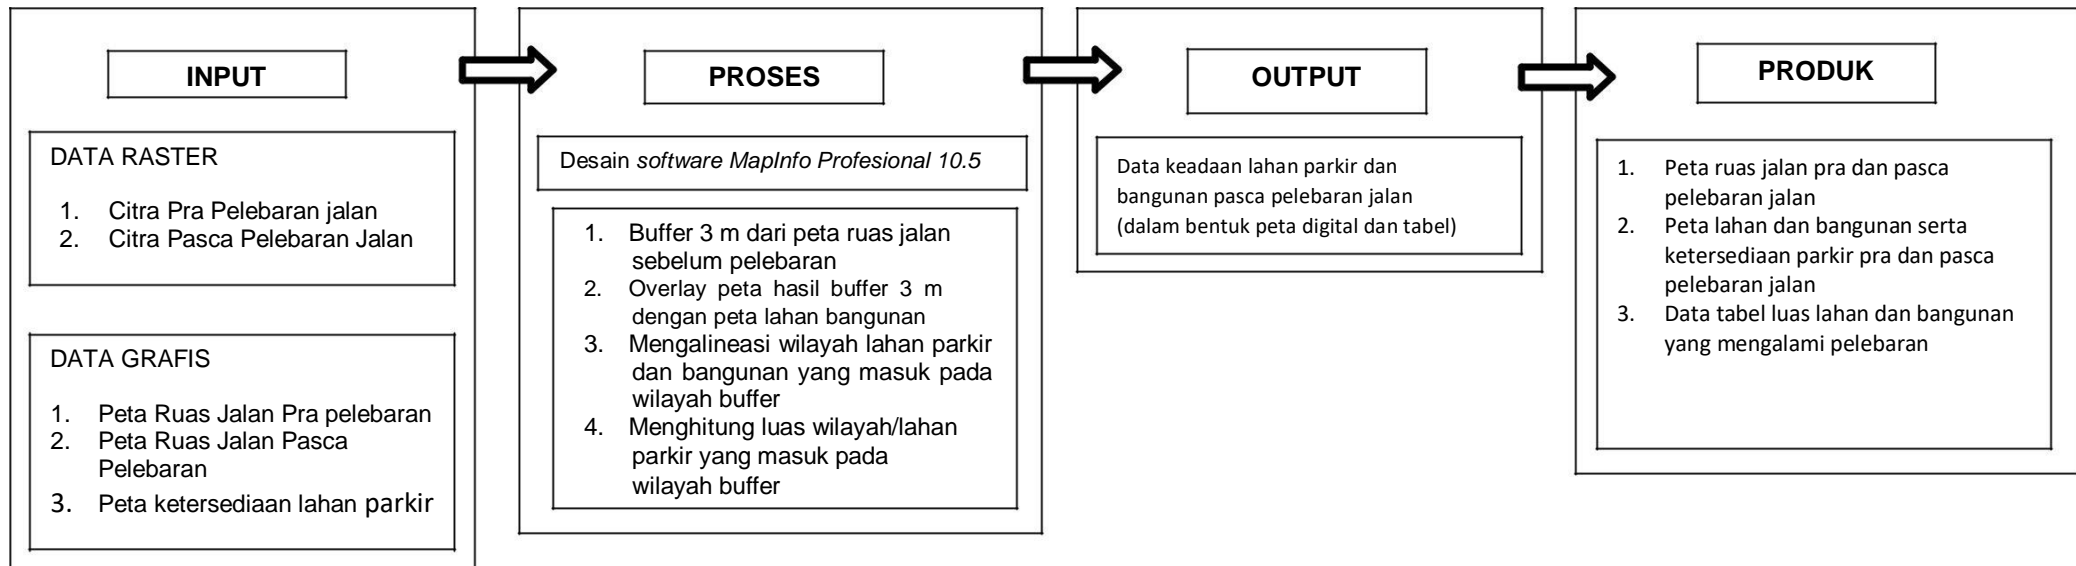 INPUT
DATA RASTER
1. Citra Pra Pelebaran jalan
2. Citra Pasca Pelebaran Jalan
DATA GRAFIS
1. Peta Ruas Jalan Pra pelebaran
2. Peta Ruas Jalan Pasca
Pelebaran
3. Peta ketersediaan lahan parkir
PROSES
Desain software MapInfo Profesional 10.5
1. Buffer 3 m dari peta ruas jalan
sebelum pelebaran
2. Overlay peta hasil buffer 3 m
dengan peta lahan bangunan
3. Mengalineasi wilayah lahan parkir
dan bangunan yang masuk pada
wilayah buffer
4. Menghitung luas wilayah/lahan
parkir yang masuk pada
wilayah buffer
OUTPUT
Data keadaan lahan parkir dan
bangunan pasca pelebaran jalan
(dalam bentuk peta digital dan tabel)
PRODUK
1. Peta ruas jalan pra dan pasca
pelebaran jalan
2. Peta lahan dan bangunan serta
ketersediaan parkir pra dan pasca
pelebaran jalan
3. Data tabel luas lahan dan bangunan
yang mengalami pelebaran